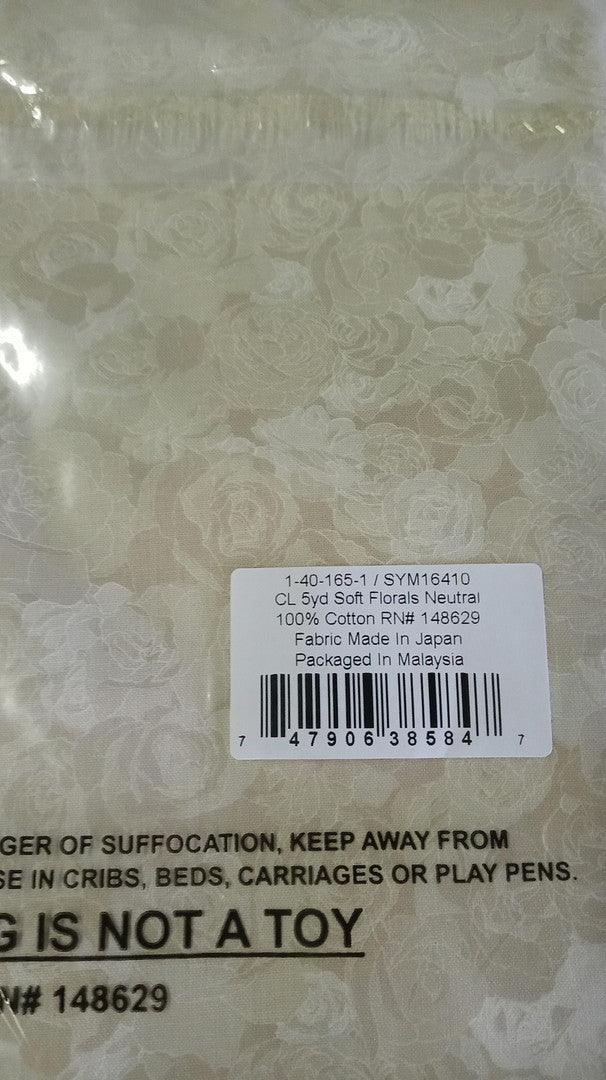 1-40-165-1 / SYM16410
CL 5yd Soft Florals Neutral
100% Cotton RN# 148629
Fabric Made In Japan
Packaged In Malaysia
7 47906 38584 7
GER OF SUFFOCATION, KEEP AWAY FROM
SE IN CRIBS, BEDS, CARRIAGES OR PLAY PENS.
G IS NOT A TOY
N# 148629